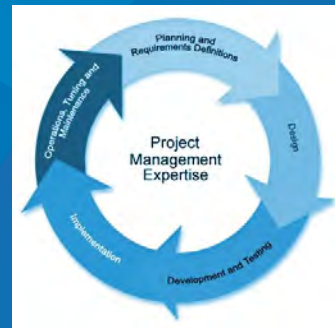 Planning and
Requirements Definitions
Design
Development and Testing
Implementation
Operations, Tuning and
Maintenance
Project
Management
Expertise